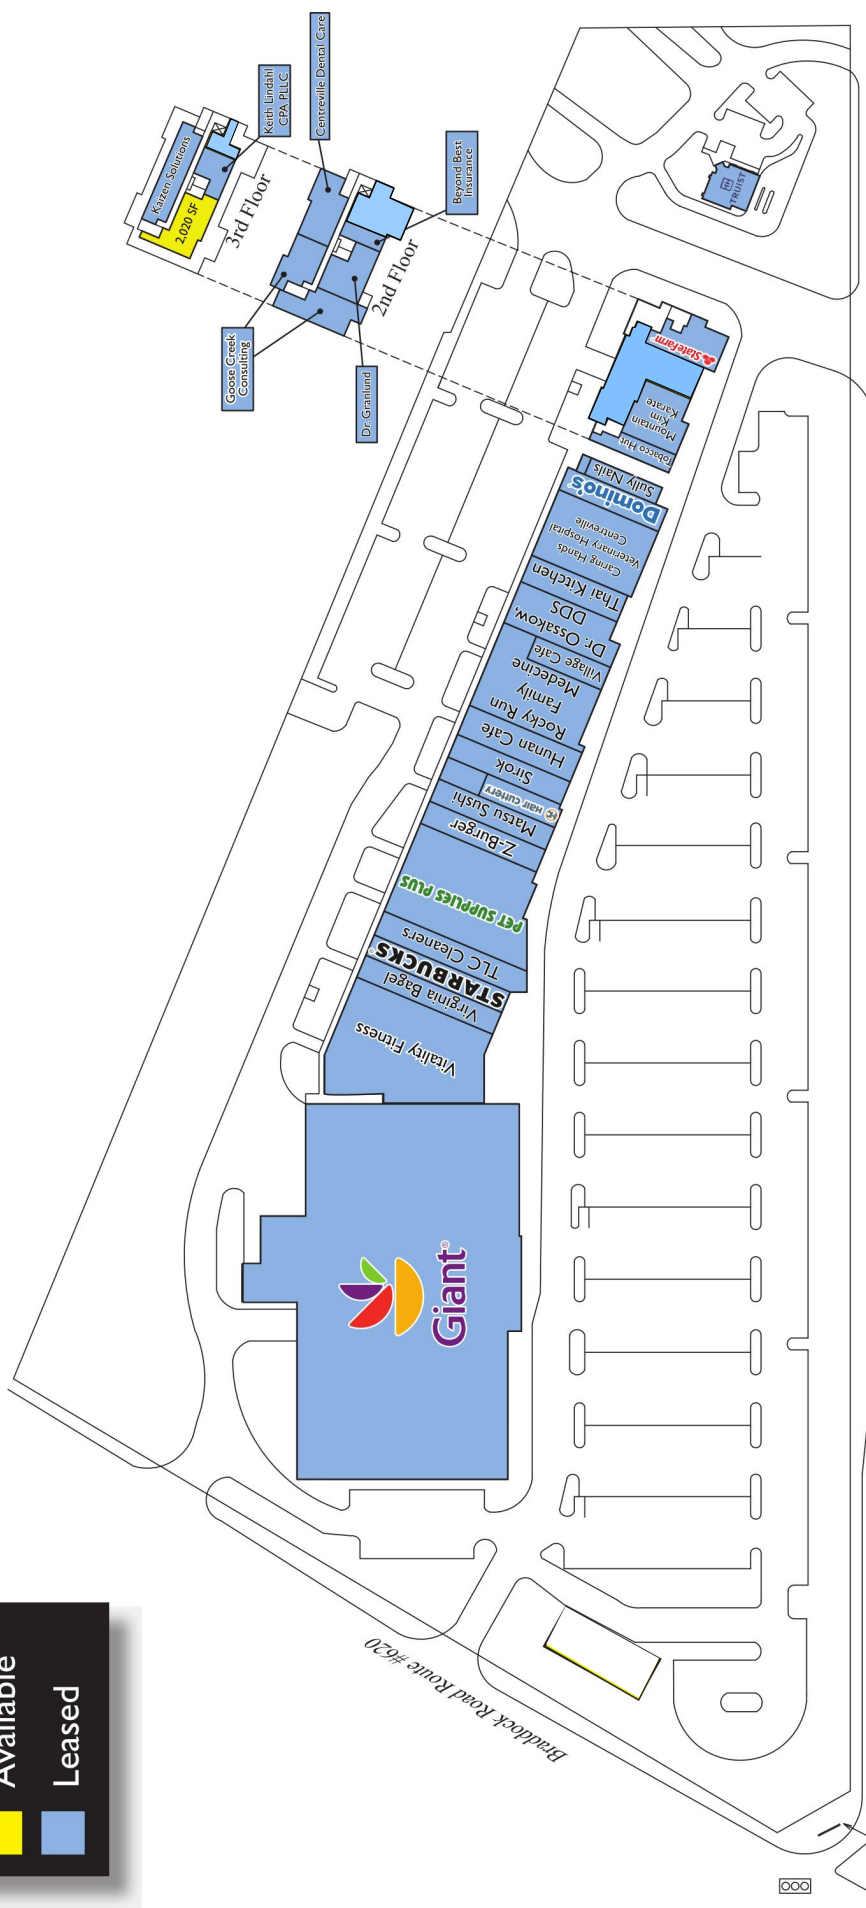 Kaizen Solutions
2,020 SF
3rd Floor
Keith Lindahl
CPA PLLC
Centreville Dental Care
Beyond Best
Insurance
2nd Floor
Goose Creek
Consulting
Dr. Granlund
TRUIST
StateFarm
Mountain
Kim
Karate
Tobacco Hut
Sully Nails
Domino's
Caring Hands
Veterinary Hospital
Centreville
Thai Kitchen
Dr. Ossakow,
DDS
Village Cafe
Rocky Run
Family
Medecine
Hunan Cafe
Sirok
HC HAIR CUTTERY
Matsu Sushi
Z-Burger
PET SUPPLIES PLUS
TLC Cleaners
STARBUCKS®
Virginia Bagel
Vitality Fitness
Giant®
Braddock Road Route #620
Available
Leased